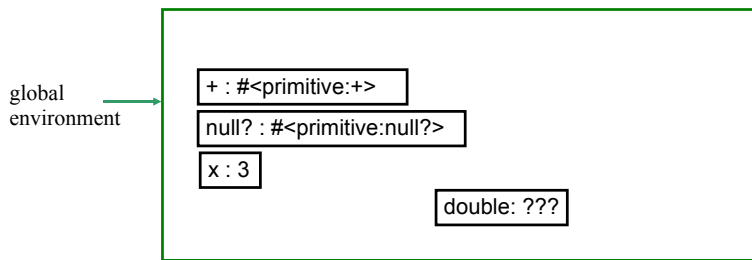 + : #<primitive:+>
global
environment
null? : #<primitive:null?>
x : 3
double: ???